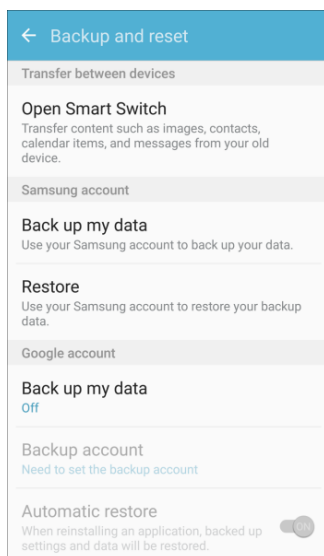 Backup and reset
Transfer between devices
Open Smart Switch
Transfer content such as images, contacts,
calendar items, and messages from your old
device.
Samsung account
Back up my data
Use your Samsung account to back up your data.
Restore
Use your Samsung account to restore your backup
data.
Google account
Back up my data
Off
Backup account
Need to set the backup account
Automatic restore
When reinstalling an application, backed up
settings and data will be restored.
ON